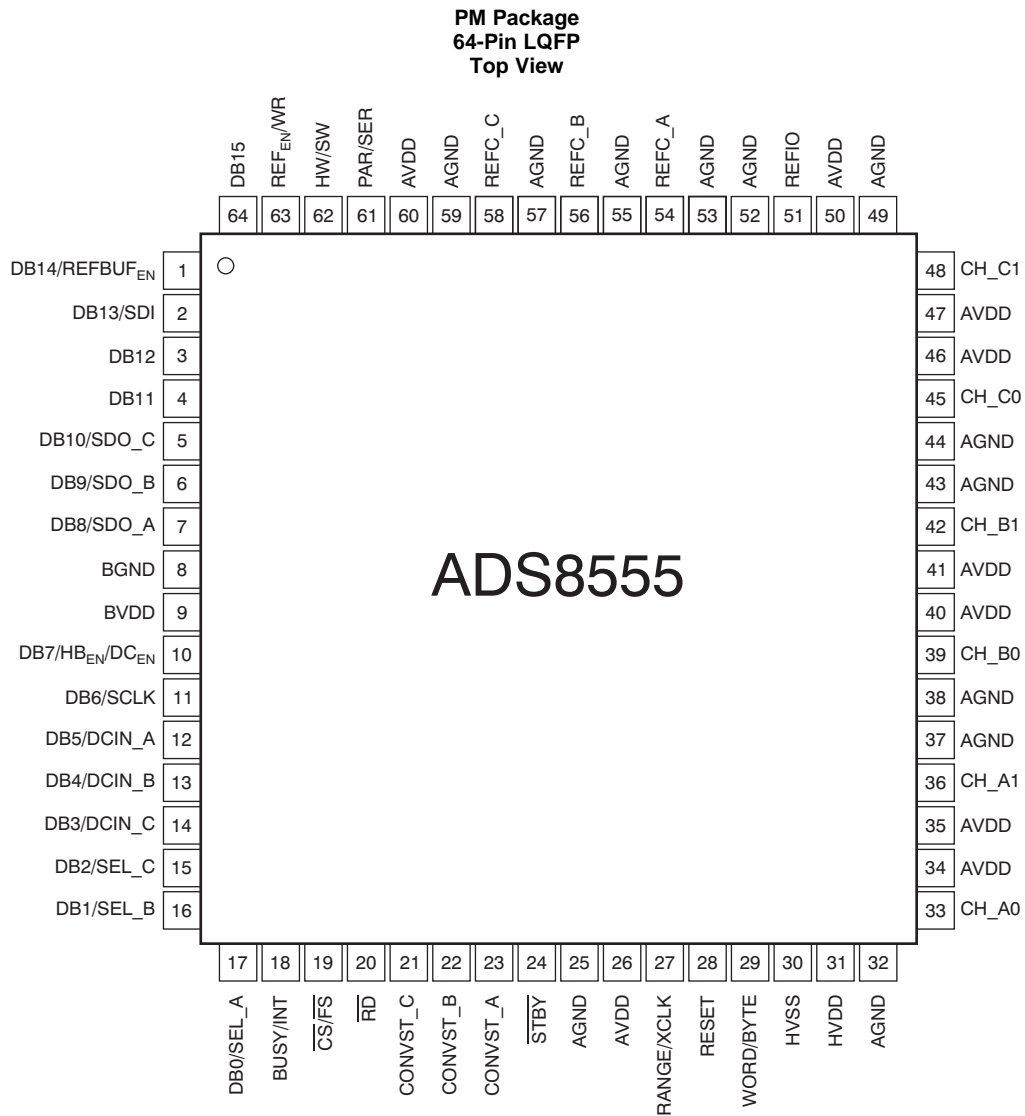 PM Package
64-Pin LQFP
Top View
DB15
REFEN/WR
HW/SW
PAR/SER
AVDD
AGND
REFC_C
AGND
REFC_B
AGND
REFC_A
AGND
AGND
REFIO
AVDD
AGND
64 63 62 61 60 59 58 57 56 55 54 53 52 51 50 49
DB14/REFBUFEN 1
DB13/SDI 2
DB12 3
DB11 4
DB10/SDO_C 5
DB9/SDO_B 6
DB8/SDO_A 7
BGND 8
BVDD 9
DB7/HBEN/DCEN 10
DB6/SCLK 11
DB5/DCIN_A 12
DB4/DCIN_B 13
DB3/DCIN_C 14
DB2/SEL_C 15
DB1/SEL_B 16
ADS8555
48 CH_C1
47 AVDD
46 AVDD
45 CH_C0
44 AGND
43 AGND
42 CH_B1
41 AVDD
40 AVDD
39 CH_B0
38 AGND
37 AGND
36 CH_A1
35 AVDD
34 AVDD
33 CH_A0
17 18 19 20 21 22 23 24 25 26 27 28 29 30 31 32
DB0/SEL_A
BUSY/INT
CS/FS
RD
CONVST_C
CONVST_B
CONVST_A
STBY
AGND
AVDD
RANGE/XCLK
RESET
WORD/BYTE
HVSS
HVDD
AGND